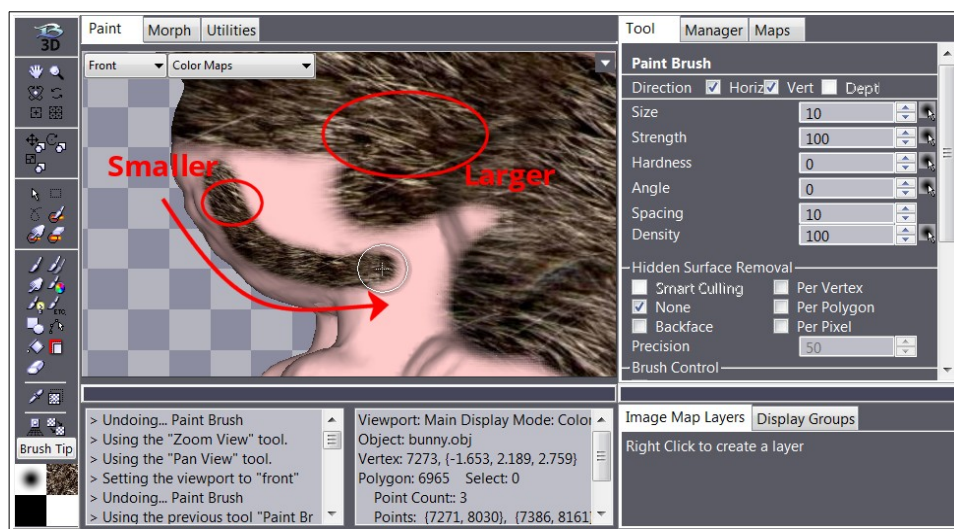 3D
Paint Morph Utilities
Front Color Maps
Smaller
Larger
Tool Manager Maps
Paint Brush
Direction Horiz Vert Dept
Size 10
Strength 100
Hardness 0
Angle 0
Spacing 10
Density 100
Hidden Surface Removal
Smart Culling Per Vertex
None Per Polygon
Backface Per Pixel
Precision 50
Brush Control
ETC.
Brush Tip
> Undoing... Paint Brush
> Using the "Zoom View" tool.
> Using the "Pan View" tool.
> Setting the viewport to "front"
> Undoing... Paint Brush
> Using the previous tool "Paint Br
Viewport: Main Display Mode: Color
Object: bunny.obj
Vertex: 7273, {-1.653, 2.189, 2.759}
Polygon: 6965 Select: 0
Point Count:: 3
Points: {7271, 8030}, {7386, 8161}
Image Map Layers Display Groups
Right Click to create a layer